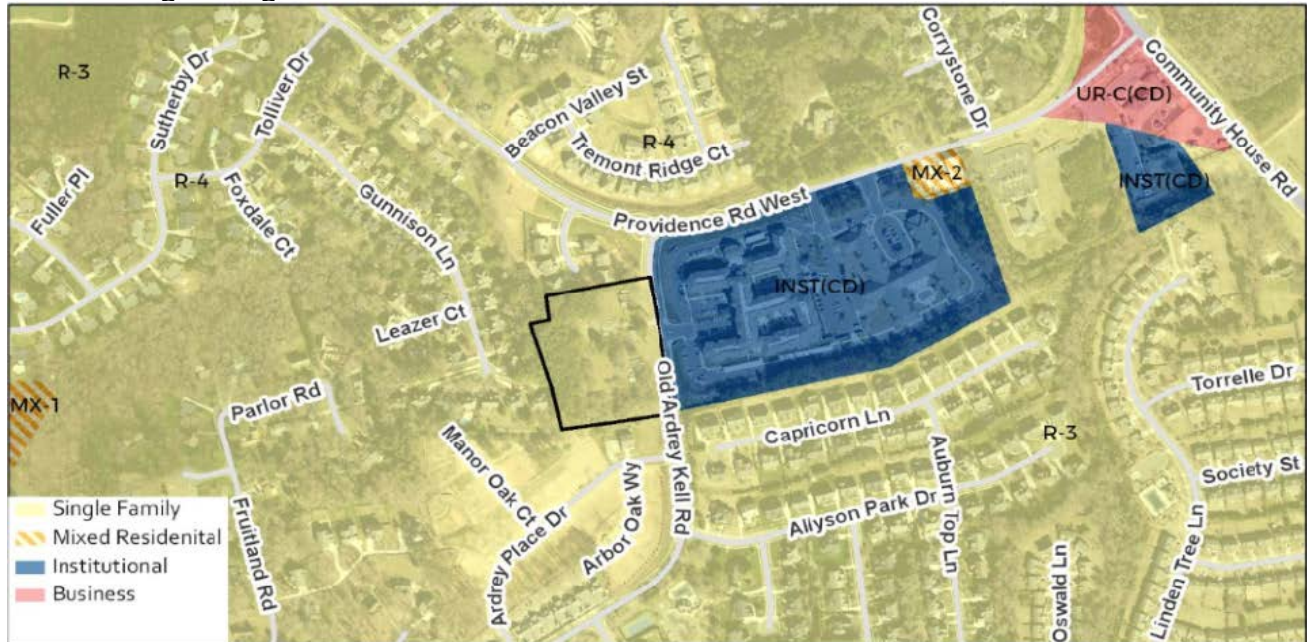 R-3
Sutherby Dr
Tolliver Dr
Beacon Valley St
Corrystone Dr
Community House Rd
UR-C(CD)
R-4
Tremont Ridge Ct
MX-2
INST(CD)
R-4
Foxdale Ct
Fuller Pl
Gunnison Ln
Providence Rd West
INST(CD)
Leazer Ct
Old Ardrey Kell Rd
MX-1
Parlor Rd
Torrelle Dr
Capricorn Ln
R-3
Manor Oak Ct
Auburn Top Ln
Society St
Fruitland Rd
Ardrey Place Dr
Arbor Oak Wy
Allyson Park Dr
Oswald Ln
Linden Tree Ln
Single Family
Mixed Residenital
Institutional
Business